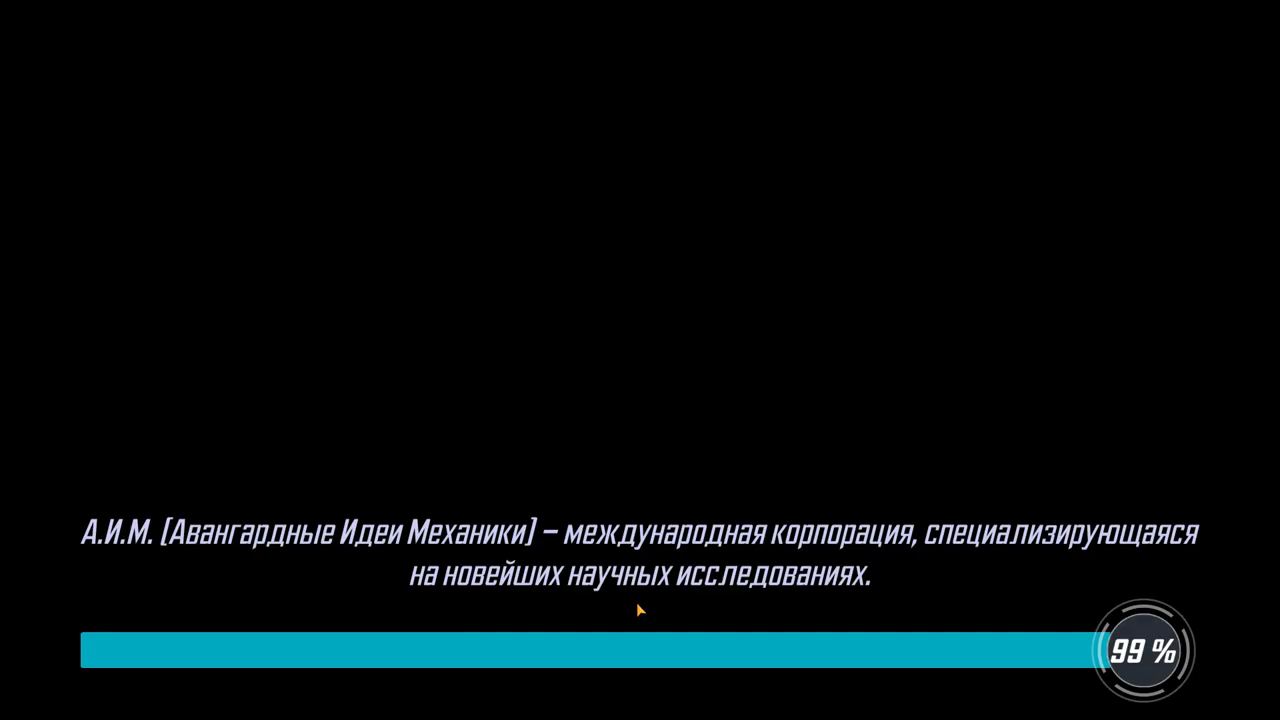 А.И.М. (Авангардные Идеи Механики) – международная корпорация, специализирующаяся
на новейших научных исследованиях.
99 %